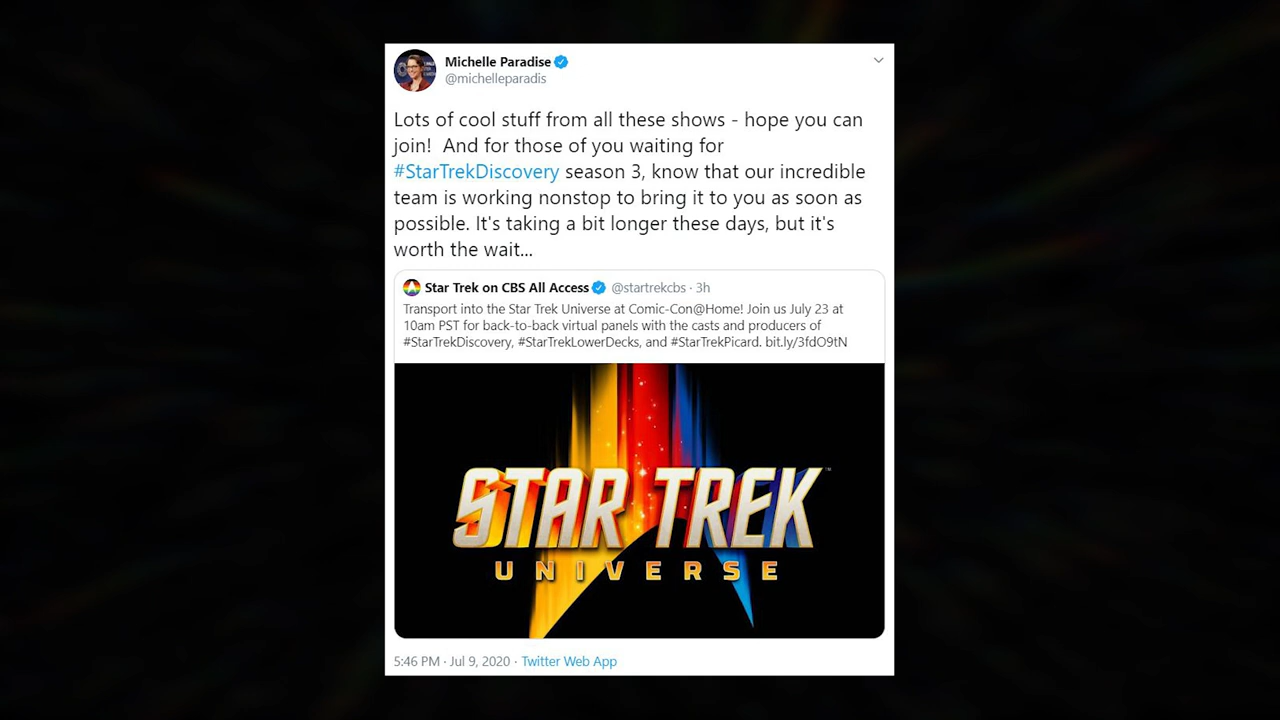 Michelle Paradise
@michelleparadis
Lots of cool stuff from all these shows - hope you can
join!  And for those of you waiting for
#StarTrekDiscovery season 3, know that our incredible
team is working nonstop to bring it to you as soon as
possible. It's taking a bit longer these days, but it's
worth the wait...
Star Trek on CBS All Access @startrekcbs · 3h
Transport into the Star Trek Universe at Comic-Con@Home! Join us July 23 at
10am PST for back-to-back virtual panels with the casts and producers of
#StarTrekDiscovery, #StarTrekLowerDecks, and #StarTrekPicard. bit.ly/3fdO9tN
STAR TREK™
UNIVERSE
5:46 PM · Jul 9, 2020 · Twitter Web App